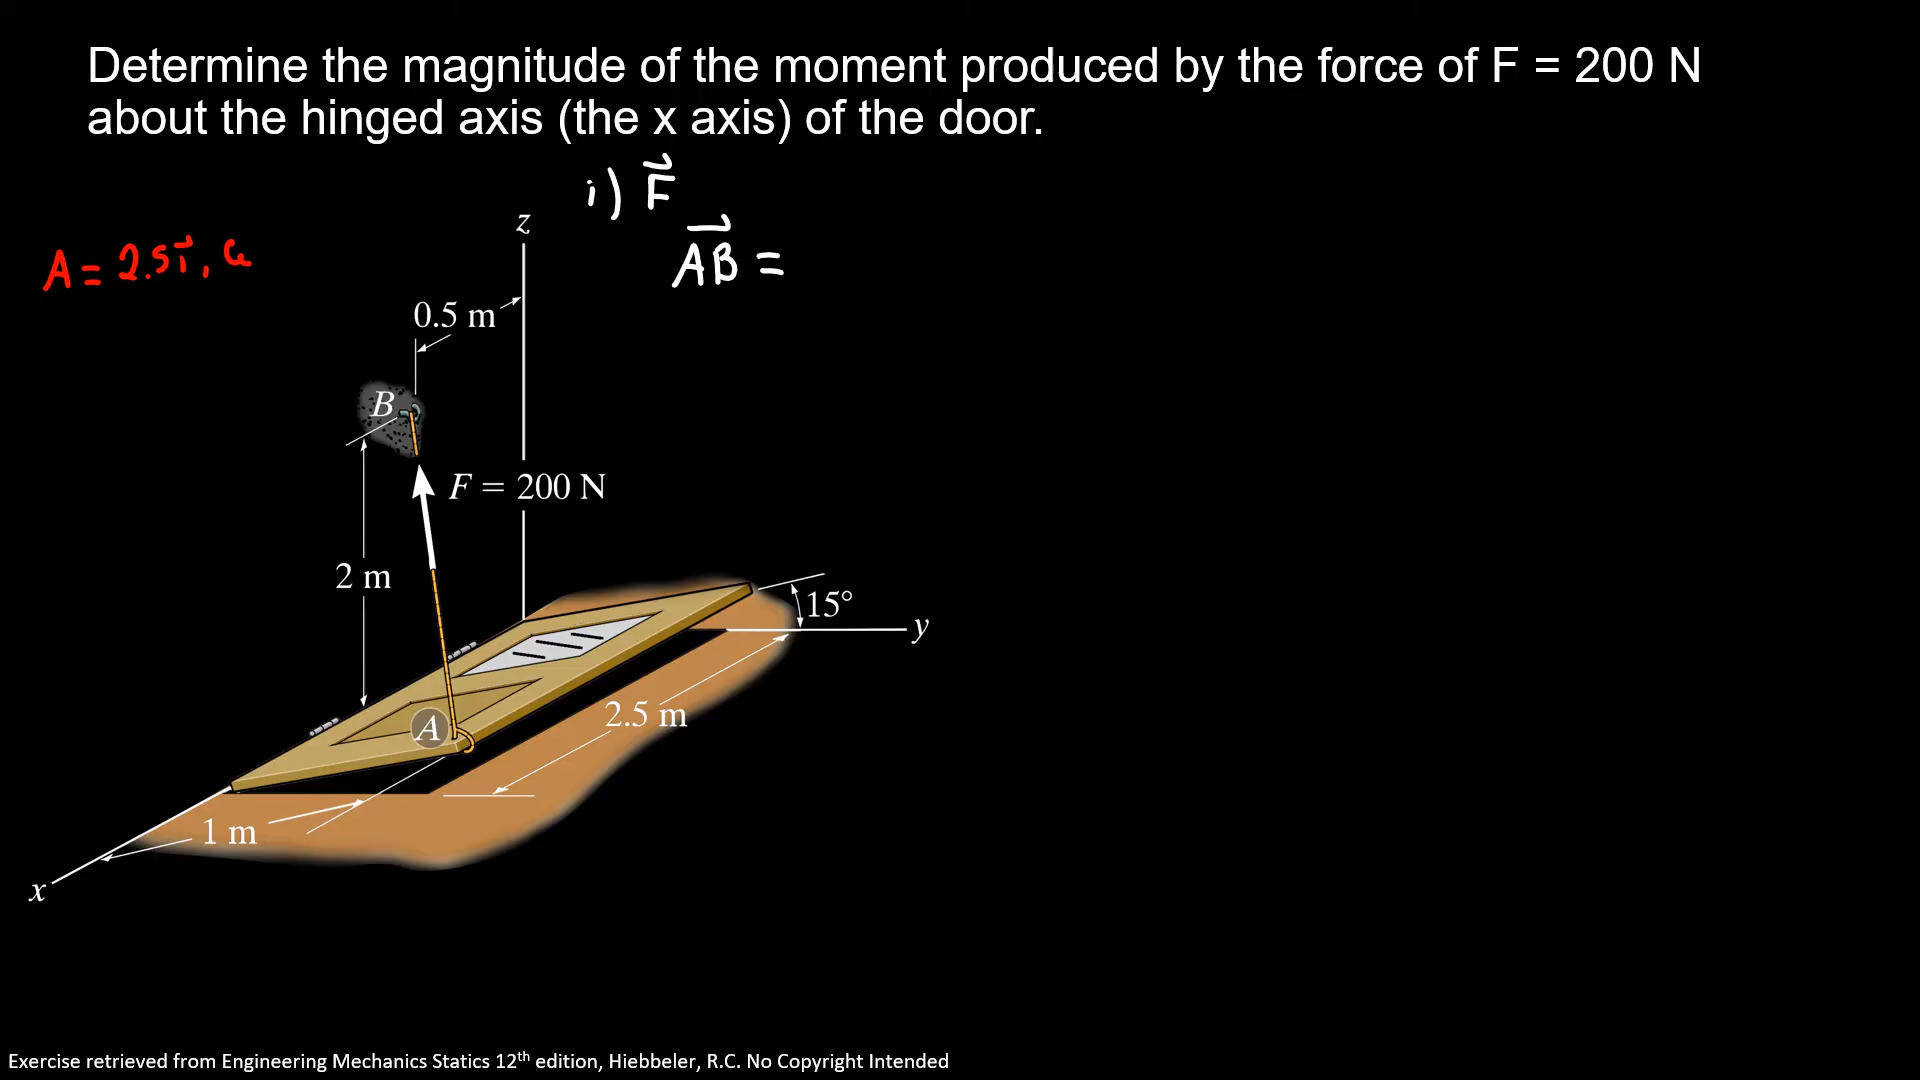 Determine the magnitude of the moment produced by the force of F = 200 N
about the hinged axis (the x axis) of the door.
i) F⃗
AB⃗ =
A = 2.5i⃗,
z
0.5 m
B
F = 200 N
2 m
15°
y
2.5 m
A
1 m
x
Exercise retrieved from Engineering Mechanics Statics 12th edition, Hiebbeler, R.C. No Copyright Intended